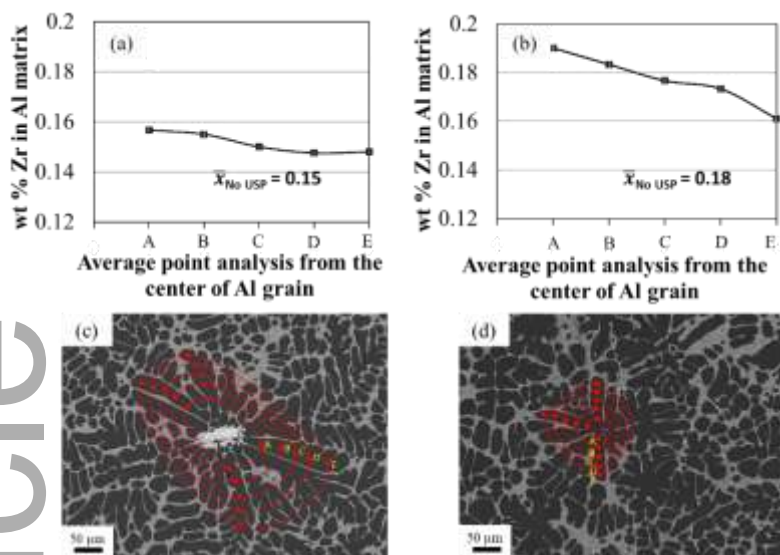 0.2
(a)
0.18
0.16
0.14
0.12
wt % Zr in Al matrix
x̅ No USP = 0.15
A B C D E
Average point analysis from the
center of Al grain
0.2
(b)
0.18
0.16
0.14
0.12
wt % Zr in Al matrix
x̅ No USP = 0.18
A B C D E
Average point analysis from the
center of Al grain
(c)
50 µm
(d)
50 µm
cle